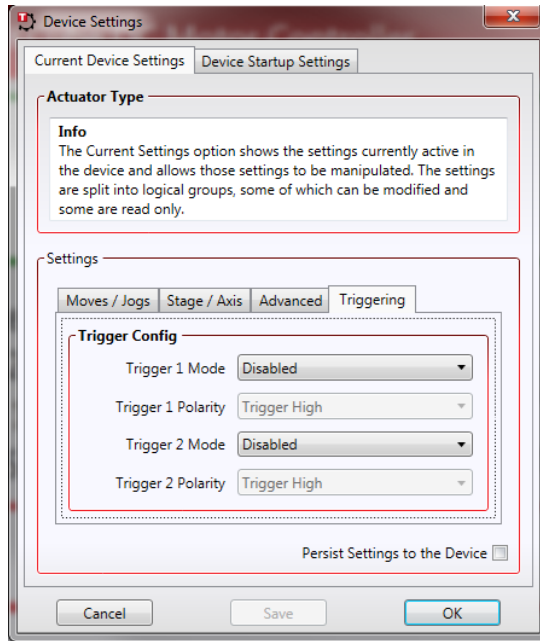 Device Settings
Current Device Settings
Device Startup Settings
Actuator Type
Info
The Current Settings option shows the settings currently active in
the device and allows those settings to be manipulated. The settings
are split into logical groups, some of which can be modified and
some are read only.
Settings
Moves / Jogs
Stage / Axis
Advanced
Triggering
Trigger Config
Trigger 1 Mode Disabled
Trigger 1 Polarity Trigger High
Trigger 2 Mode Disabled
Trigger 2 Polarity Trigger High
Persist Settings to the Device
Cancel
Save
OK